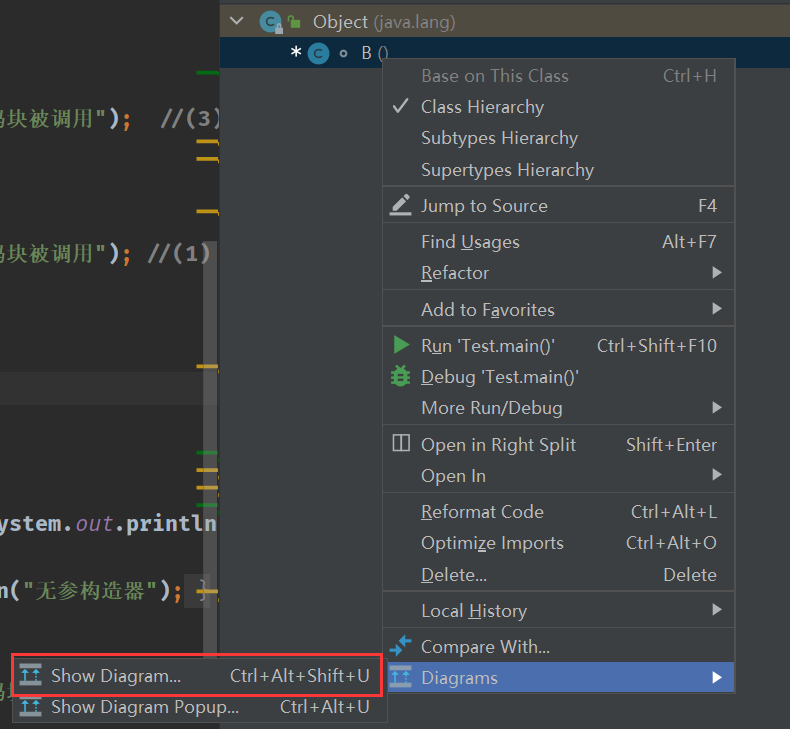 Object (java.lang)
* C B ()
码块被调用");  //(3)
码块被调用"); //(1)
ystem.out.println
n("无参构造器"); }
Base on This Class Ctrl+H
Class Hierarchy
Subtypes Hierarchy
Supertypes Hierarchy
Jump to Source F4
Find Usages Alt+F7
Refactor
Add to Favorites
Run 'Test.main()' Ctrl+Shift+F10
Debug 'Test.main()'
More Run/Debug
Open in Right Split Shift+Enter
Open In
Reformat Code Ctrl+Alt+L
Optimize Imports Ctrl+Alt+O
Delete... Delete
Local History
Compare With...
Diagrams
Show Diagram... Ctrl+Alt+Shift+U
Show Diagram Popup... Ctrl+Alt+U